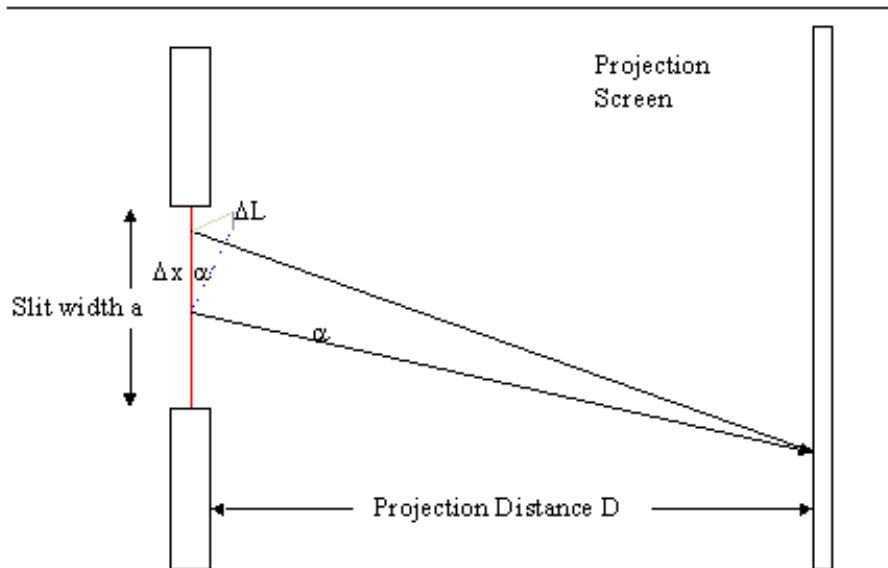 Projection
Screen
ΔL
Δx α
Slit width a
α
Projection Distance D